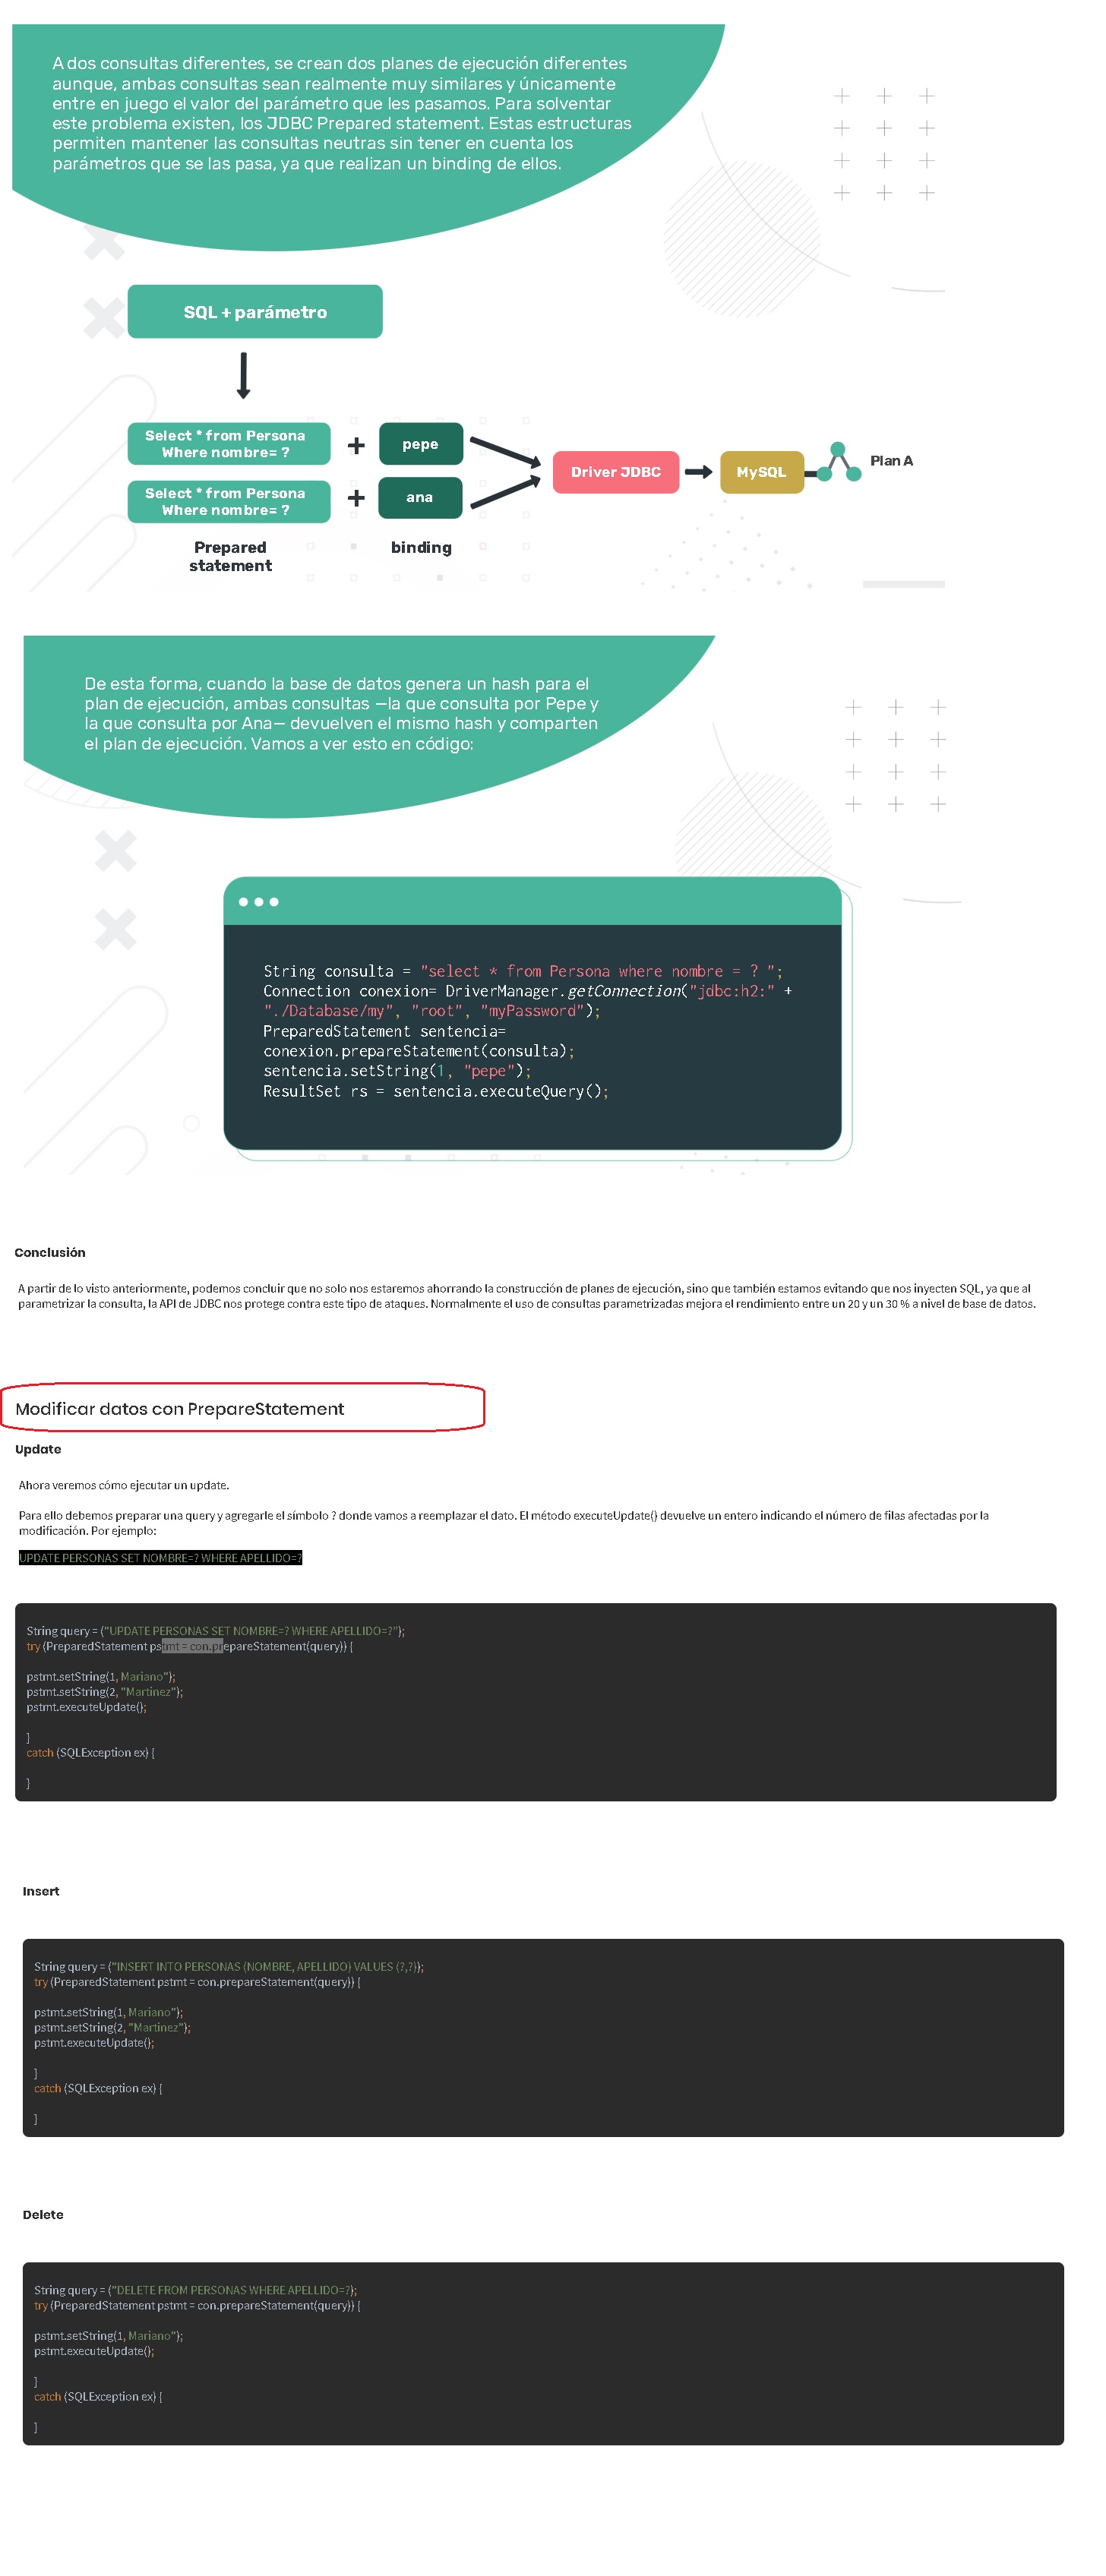 A dos consultas diferentes, se crean dos planes de ejecución diferentes
aunque, ambas consultas sean realmente muy similares y únicamente
entre en juego el valor del parámetro que les pasamos. Para solventar
este problema existen, los JDBC Prepared statement. Estas estructuras
permiten mantener las consultas neutras sin tener en cuenta los
parámetros que se las pasa, ya que realizan un binding de ellos.
SQL + parámetro
Select * from Persona
Where nombre= ?
+
pepe
Select * from Persona
Where nombre= ?
+
ana
Driver JDBC
MySQL
Plan A
Prepared
statement
binding
De esta forma, cuando la base de datos genera un hash para el
plan de ejecución, ambas consultas —la que consulta por Pepe y
la que consulta por Ana— devuelven el mismo hash y comparten
el plan de ejecución. Vamos a ver esto en código:
String consulta = "select * from Persona where nombre = ? ";
Connection conexion= DriverManager.getConnection("jdbc:h2:" +
"./Database/my", "root", "myPassword");
PreparedStatement sentencia=
conexion.prepareStatement(consulta);
sentencia.setString(1, "pepe");
ResultSet rs = sentencia.executeQuery();
Conclusión
A partir de lo visto anteriormente, podemos concluir que no solo nos estaremos ahorrando la construcción de planes de ejecución, sino que también estamos evitando que nos inyecten SQL, ya que al
parametrizar la consulta, la API de JDBC nos protege contra este tipo de ataques. Normalmente el uso de consultas parametrizadas mejora el rendimiento entre un 20 y un 30 % a nivel de base de datos.
Modificar datos con PrepareStatement
Update
Ahora veremos cómo ejecutar un update.
Para ello debemos preparar una query y agregarle el símbolo ? donde vamos a reemplazar el dato. El método executeUpdate() devuelve un entero indicando el número de filas afectadas por la
modificación. Por ejemplo:
UPDATE PERSONAS SET NOMBRE=? WHERE APELLIDO=?
String query = ("UPDATE PERSONAS SET NOMBRE=? WHERE APELLIDO=?");
try (PreparedStatement pstmt = con.prepareStatement(query)) {
pstmt.setString(1, Mariano");
pstmt.setString(2, "Martinez");
pstmt.executeUpdate();
}
catch (SQLException ex) {
}
Insert
String query = ("INSERT INTO PERSONAS (NOMBRE, APELLIDO) VALUES (?,?));
try (PreparedStatement pstmt = con.prepareStatement(query)) {
pstmt.setString(1, Mariano");
pstmt.setString(2, "Martinez");
pstmt.executeUpdate();
}
catch (SQLException ex) {
}
Delete
String query = ("DELETE FROM PERSONAS WHERE APELLIDO=?);
try (PreparedStatement pstmt = con.prepareStatement(query)) {
pstmt.setString(1, Mariano");
pstmt.executeUpdate();
}
catch (SQLException ex) {
}